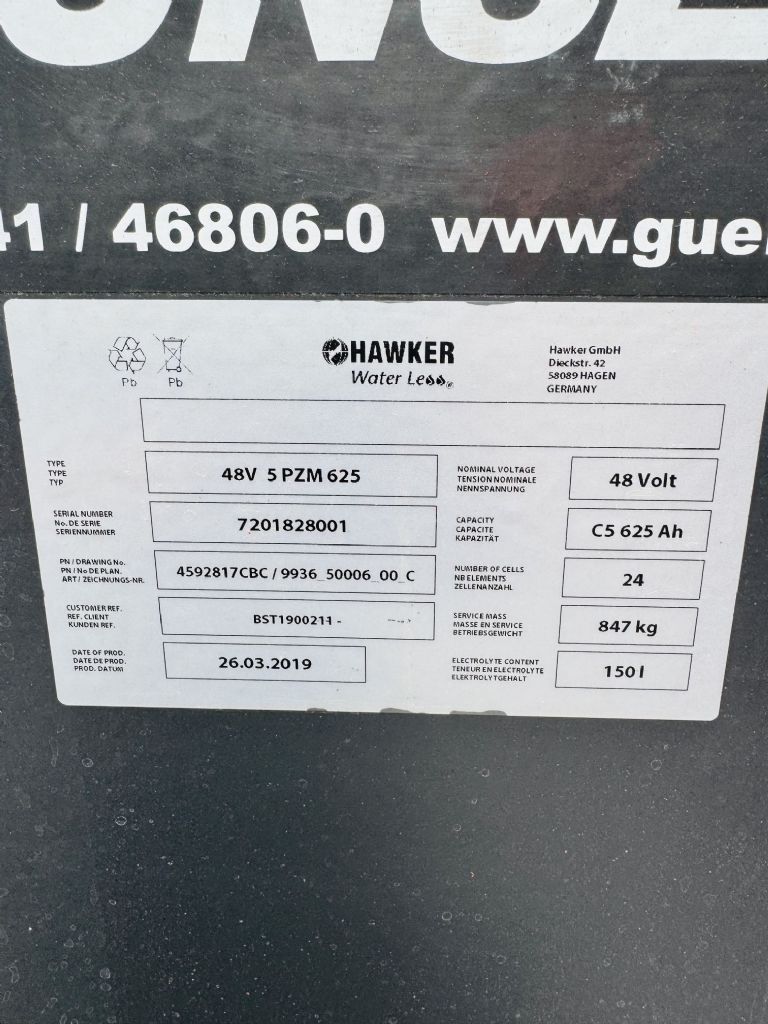 41 / 46806-0 www.gue
Pb Pb
HAWKER
Water Less®
Hawker GmbH
Dieckstr. 42
58089 HAGEN
GERMANY
TYPE
TYPE
TYP
48V 5 PZM 625
NOMINAL VOLTAGE
TENSION NOMINALE
NENNSPANNUNG
48 Volt
SERIAL NUMBER
No. DE SERIE
SERIENNUMMER
7201828001
CAPACITY
CAPACITE
KAPAZITÄT
C5 625 Ah
PN / DRAWING No.
PN / No DE PLAN.
ART / ZEICHNUNGS-NR.
4592817CBC / 9936_50006_00_C
NUMBER OF CELLS
NB ELEMENTS
ZELLENANZAHL
24
CUSTOMER REF.
REF. CLIENT
KUNDEN REF.
BST1900211 -
SERVICE MASS
MASSE EN SERVICE
BETRIEBSGEWICHT
847 kg
DATE OF PROD.
DATE DE PROD.
PROD. DATUM
26.03.2019
ELECTROLYTE CONTENT
TENEUR EN ELECTROLYTE
ELEKTROLYTGEHALT
150 l